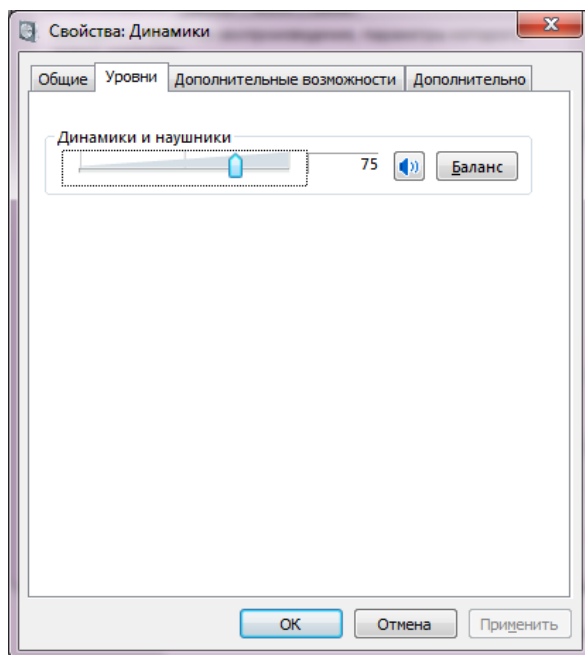 Свойства: Динамики
Общие Уровни Дополнительные возможности Дополнительно
Динамики и наушники
75 Баланс
OK Отмена Применить